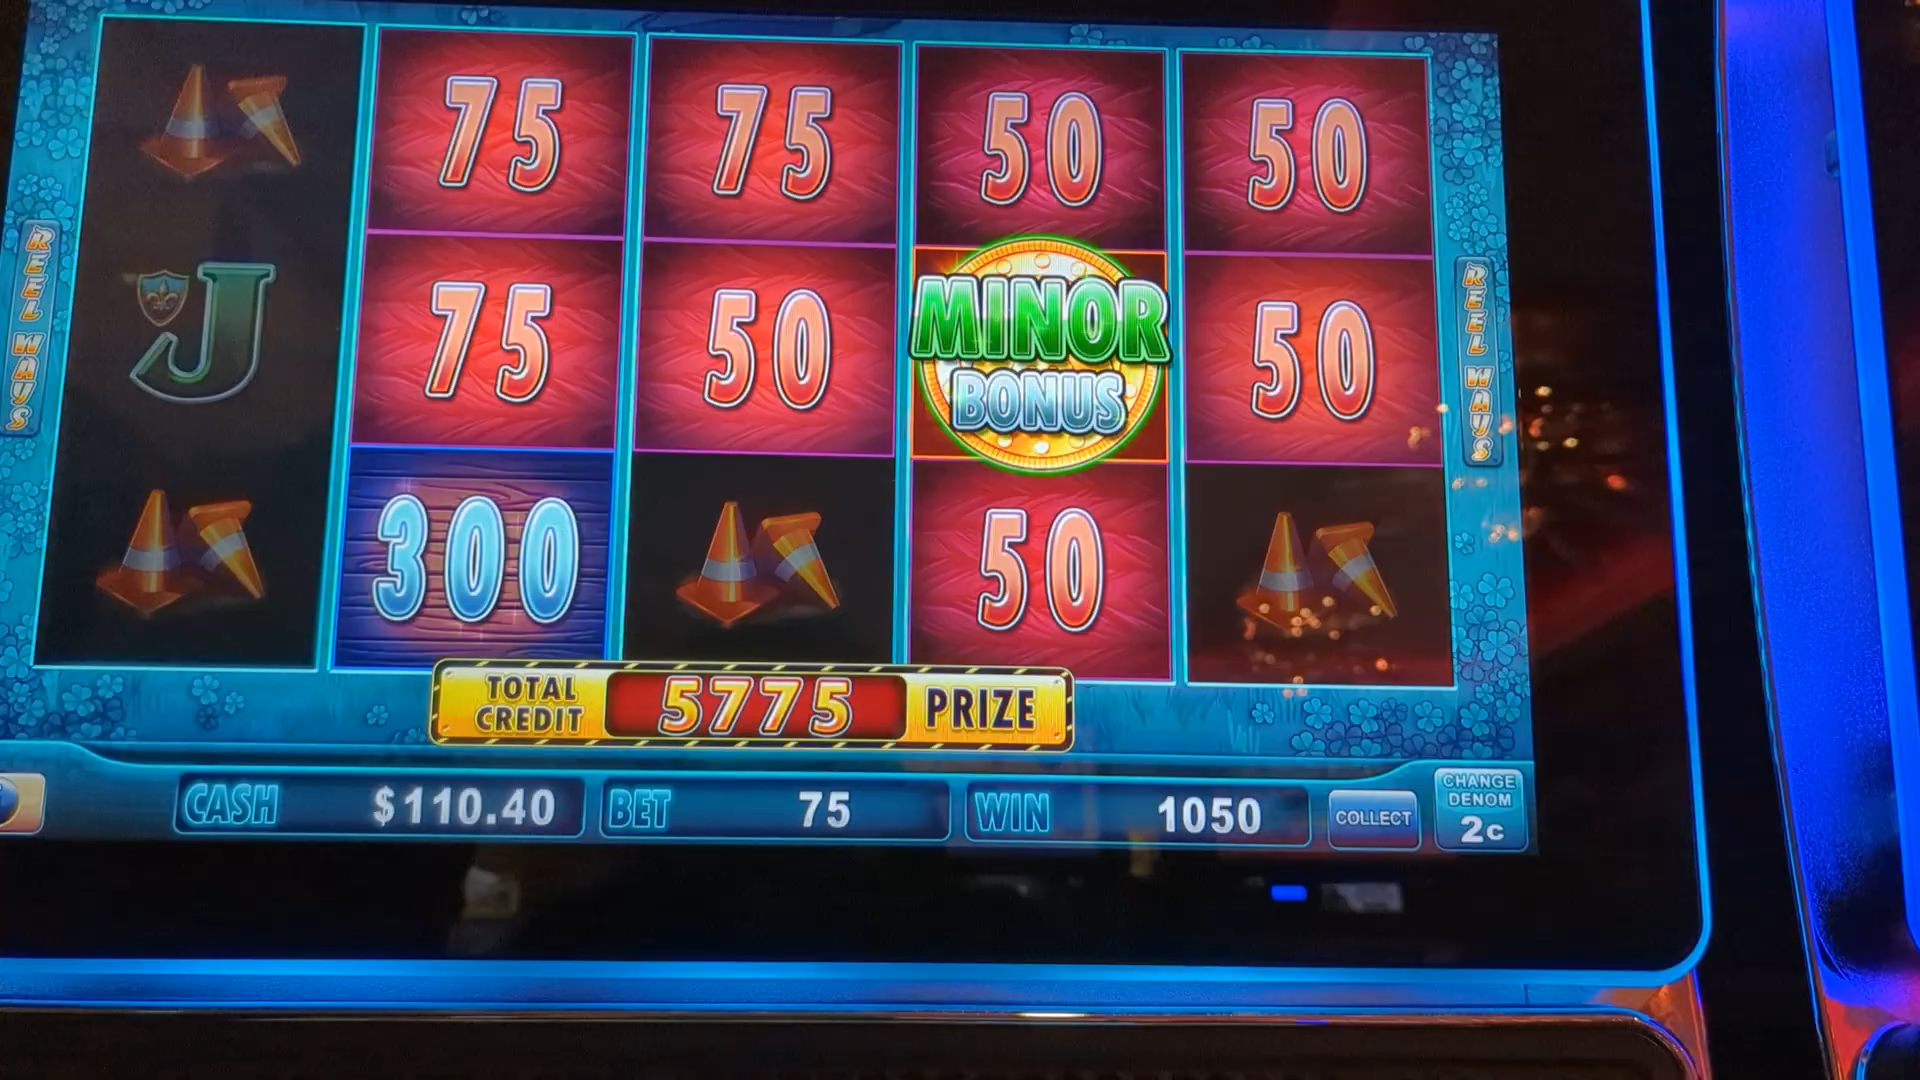 75 75 50 50
REEL WAYS
J
75 50 MINOR BONUS 50
REEL WAYS
300 50
TOTAL CREDIT 5775 PRIZE
CASH $110.40 BET 75 WIN 1050 COLLECT
CHANGE
DENOM
2c